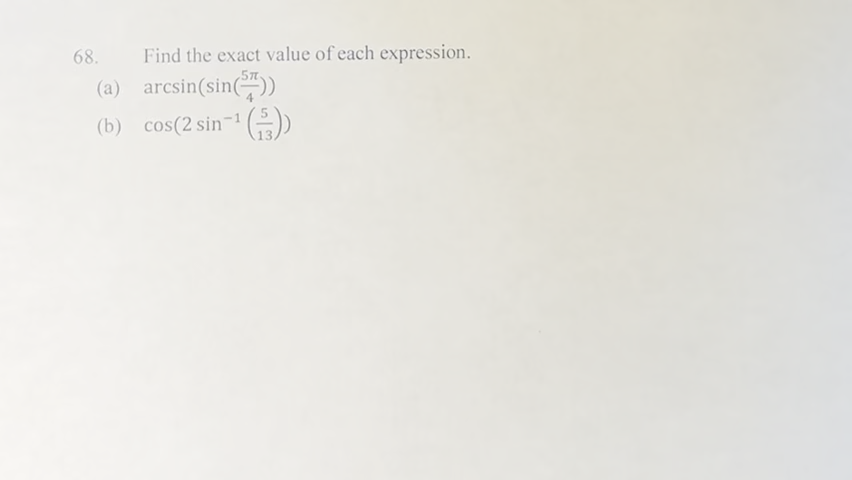 68. Find the exact value of each expression.
(a) arcsin(sin(5π/4))
(b) cos(2 sin⁻¹(5/13))